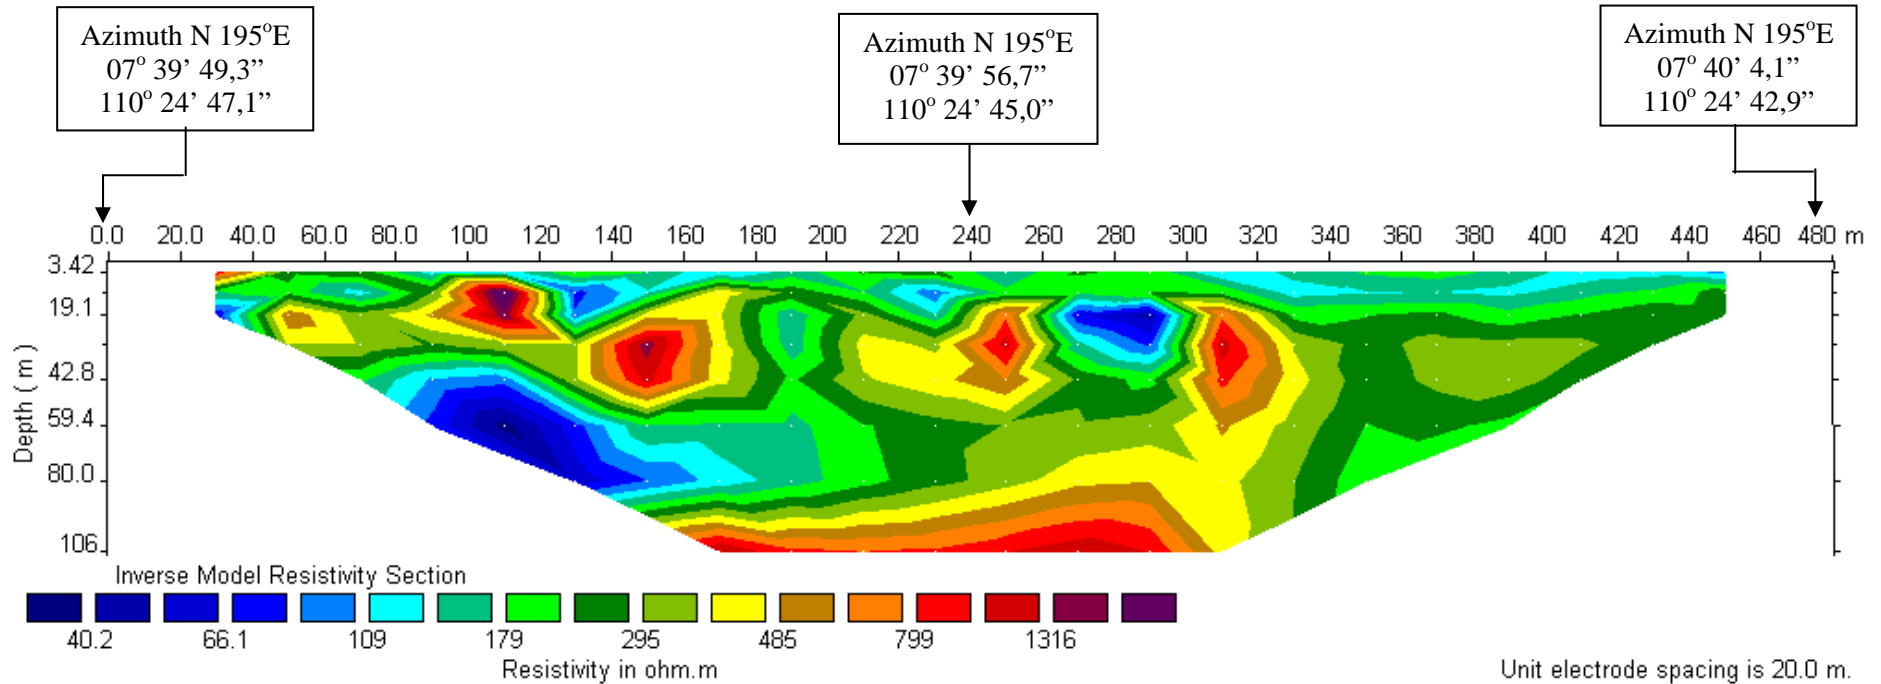 Azimuth N 195°E
07° 39’ 49,3”
110° 24’ 47,1”
Azimuth N 195°E
07° 39’ 56,7”
110° 24’ 45,0”
Azimuth N 195°E
07° 40’ 4,1”
110° 24’ 42,9”
0.0 20.0 40.0 60.0 80.0 100 120 140 160 180 200 220 240 260 280 300 320 340 360 380 400 420 440 460 480 m
3.42
19.1
42.8
59.4
80.0
106
Depth ( m )
Inverse Model Resistivity Section
40.2 66.1 109 179 295 485 799 1316
Resistivity in ohm.m
Unit electrode spacing is 20.0 m.